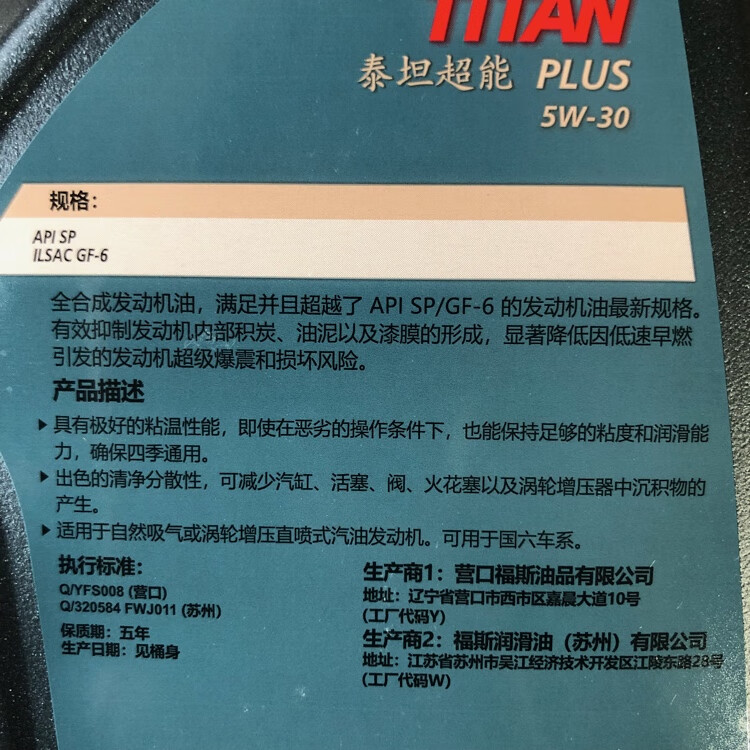 TITAN
泰坦超能 PLUS
5W-30
规格：
API SP
ILSAC GF-6
全合成发动机油，满足并且超越了 API SP/GF-6 的发动机油最新规格。
有效抑制发动机内部积炭、油泥以及漆膜的形成，显著降低因低速早燃
引发的发动机超级爆震和损坏风险。
产品描述
▶ 具有极好的粘温性能，即使在恶劣的操作条件下，也能保持足够的粘度和润滑能
力，确保四季通用。
▶ 出色的清净分散性，可减少汽缸、活塞、阀、火花塞以及涡轮增压器中沉积物的
产生。
▶ 适用于自然吸气或涡轮增压直喷式汽油发动机。可用于国六车系。
执行标准：
Q/YFS008 (营口)
Q/320584 FWJ011 (苏州)
保质期：五年
生产日期：见桶身
生产商1：营口福斯油品有限公司
地址：辽宁省营口市西市区嘉晨大道10号
(工厂代码Y)
生产商2：福斯润滑油（苏州）有限公司
地址：江苏省苏州市吴江经济技术开发区江陵东路28号
(工厂代码W)